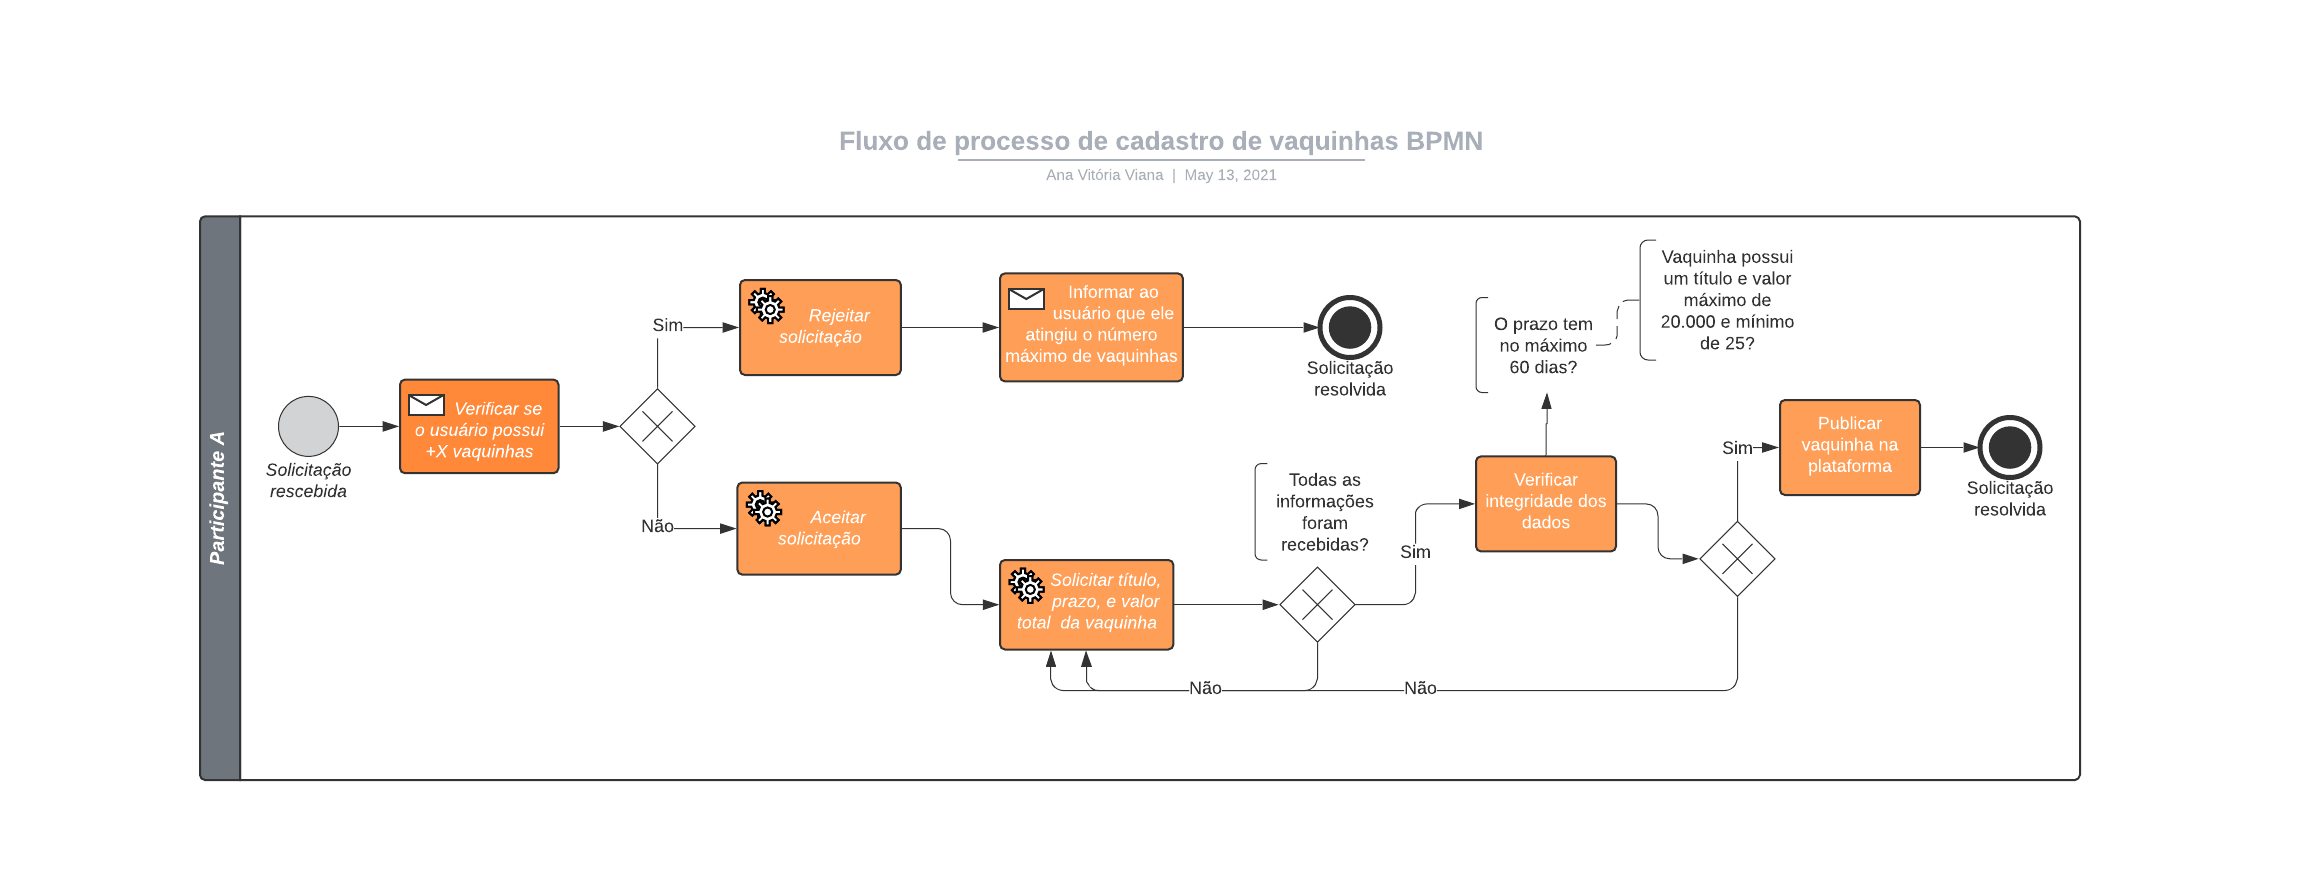 Fluxo de processo de cadastro de vaquinhas BPMN
Ana Vitória Viana | May 13, 2021
Participante A
Solicitação
rescebida
Verificar se
o usuário possui
+X vaquinhas
Sim
Não
Rejeitar
solicitação
Informar ao
usuário que ele
atingiu o número
máximo de vaquinhas
Solicitação
resolvida
Aceitar
solicitação
Solicitar título,
prazo, e valor
total da vaquinha
Todas as
informações
foram
recebidas?
Sim
Não
Verificar
integridade dos
dados
O prazo tem
no máximo
60 dias?
Vaquinha possui
um título e valor
máximo de
20.000 e mínimo
de 25?
Sim
Não
Publicar
vaquinha na
plataforma
Solicitação
resolvida